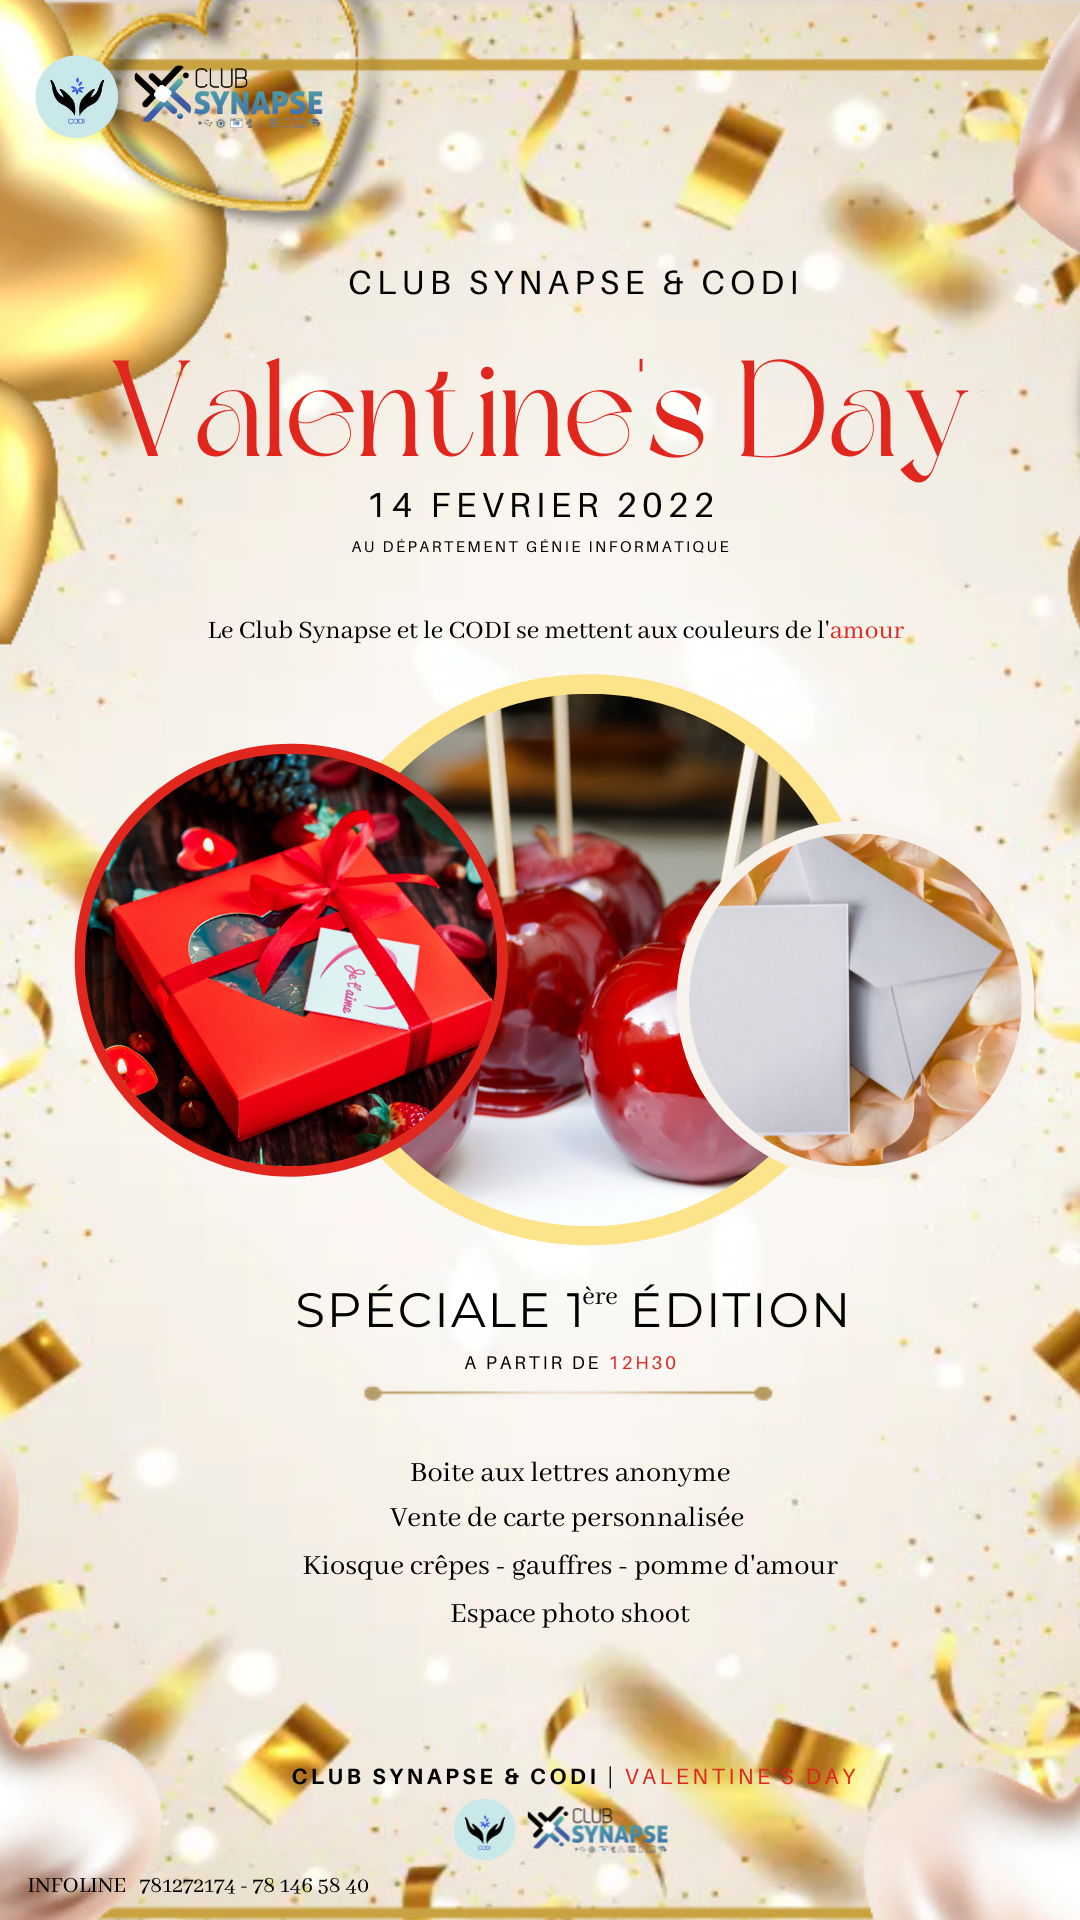 CODI
CLUB
SYNAPSE
CLUB SYNAPSE & CODI
Valentine's Day
14 FEVRIER 2022
AU DÉPARTEMENT GÉNIE INFORMATIQUE
Le Club Synapse et le CODI se mettent aux couleurs de l'amour
Je t'aime
SPÉCIALE 1ère ÉDITION
A PARTIR DE 12H30
Boite aux lettres anonyme
Vente de carte personnalisée
Kiosque crêpes - gauffres - pomme d'amour
Espace photo shoot
CLUB SYNAPSE & CODI | VALENTINE'S DAY
CODI
CLUB
SYNAPSE
INFOLINE 781272174 - 78 146 58 40